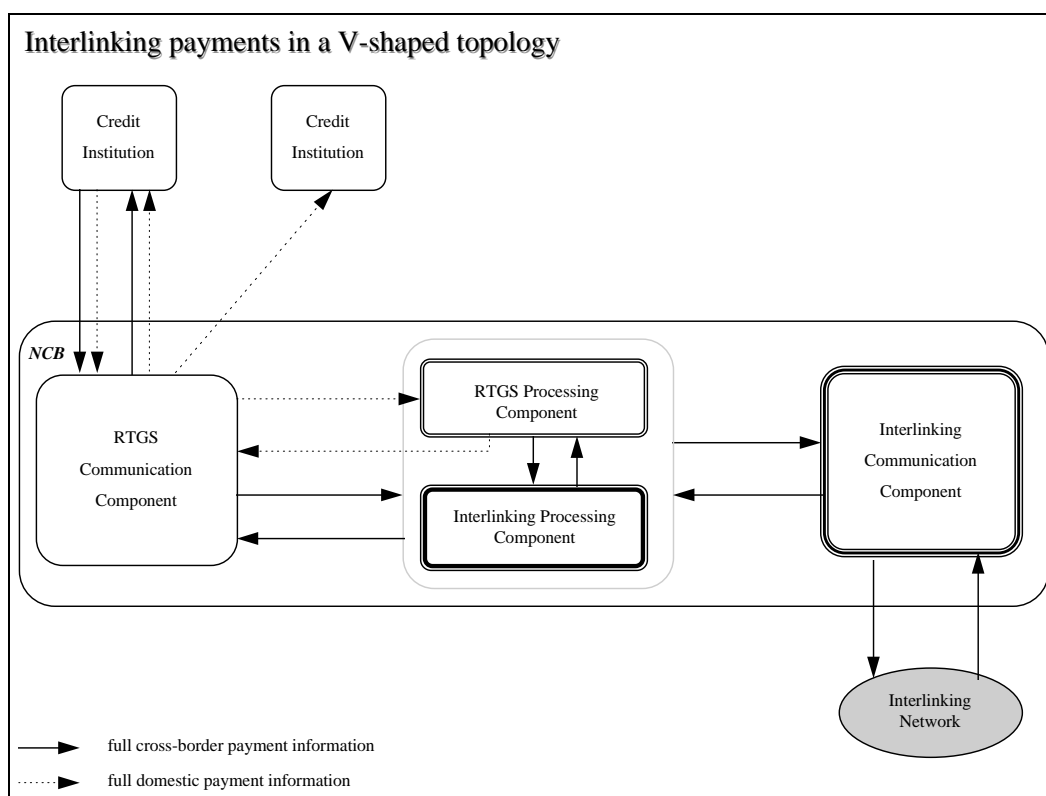 Interlinking payments in a V-shaped topology
Credit
Institution
Credit
Institution
NCB
RTGS
Communication
Component
RTGS Processing
Component
Interlinking Processing
Component
Interlinking
Communication
Component
Interlinking
Network
full cross-border payment information
full domestic payment information